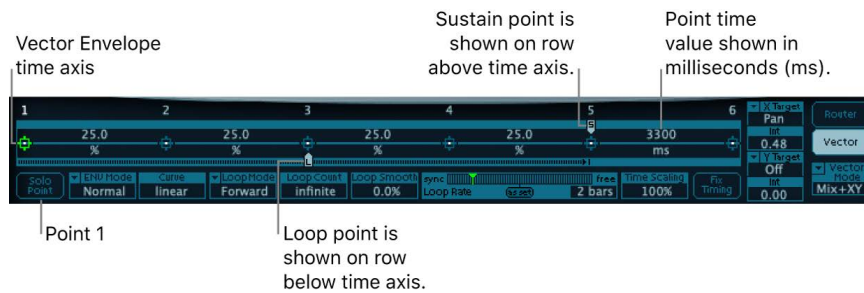 Vector Envelope
time axis
Sustain point is
shown on row
above time axis.
Point time
value shown in
milliseconds (ms).
1 2 3 4 5 6
S
25.0 25.0 25.0 25.0 3300
% % % % ms
L
X Target
Pan
Int
0.48
Y Target
Off
Int
0.00
Router
Vector
Vector
Mode
Mix+XY
Solo
Point
ENV Mode
Normal
Curve
linear
Loop Mode
Forward
Loop Count
infinite
Loop Smooth
0.0%
sync free
Loop Rate (as set) 2 bars
Time Scaling
100%
Fix
Timing
Point 1
Loop point is
shown on row
below time axis.